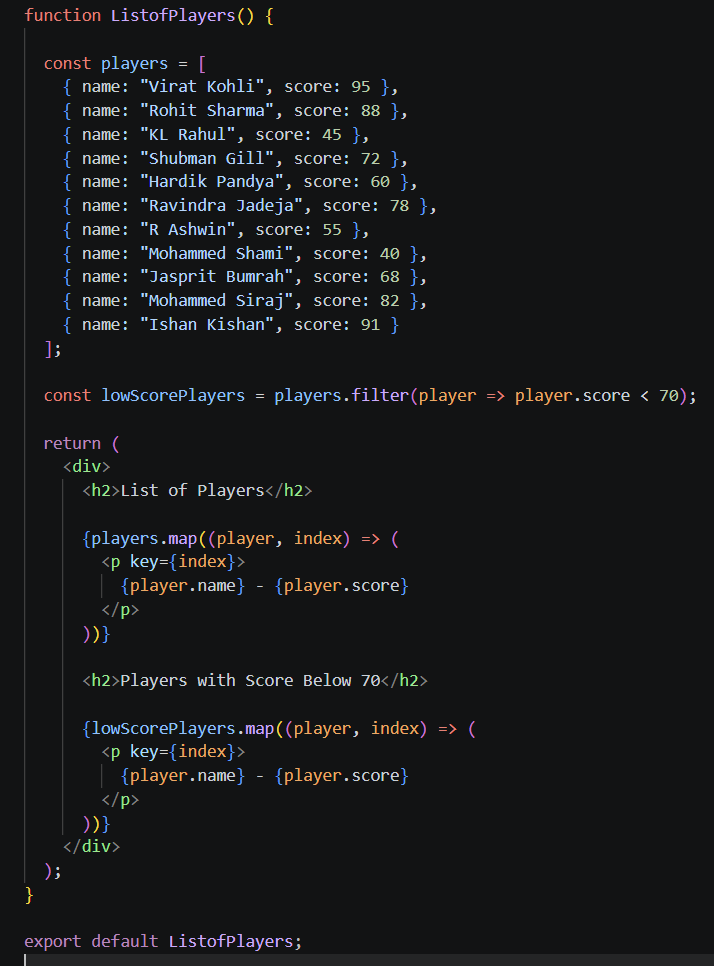 function ListofPlayers() {
const players = [
{ name: "Virat Kohli", score: 95 },
{ name: "Rohit Sharma", score: 88 },
{ name: "KL Rahul", score: 45 },
{ name: "Shubman Gill", score: 72 },
{ name: "Hardik Pandya", score: 60 },
{ name: "Ravindra Jadeja", score: 78 },
{ name: "R Ashwin", score: 55 },
{ name: "Mohammed Shami", score: 40 },
{ name: "Jasprit Bumrah", score: 68 },
{ name: "Mohammed Siraj", score: 82 },
{ name: "Ishan Kishan", score: 91 }
];
const lowScorePlayers = players.filter(player => player.score < 70);
return (
<div>
<h2>List of Players</h2>
{players.map((player, index) => (
<p key={index}>
{player.name} - {player.score}
</p>
))}
<h2>Players with Score Below 70</h2>
{lowScorePlayers.map((player, index) => (
<p key={index}>
{player.name} - {player.score}
</p>
))}
</div>
);
}
export default ListofPlayers;